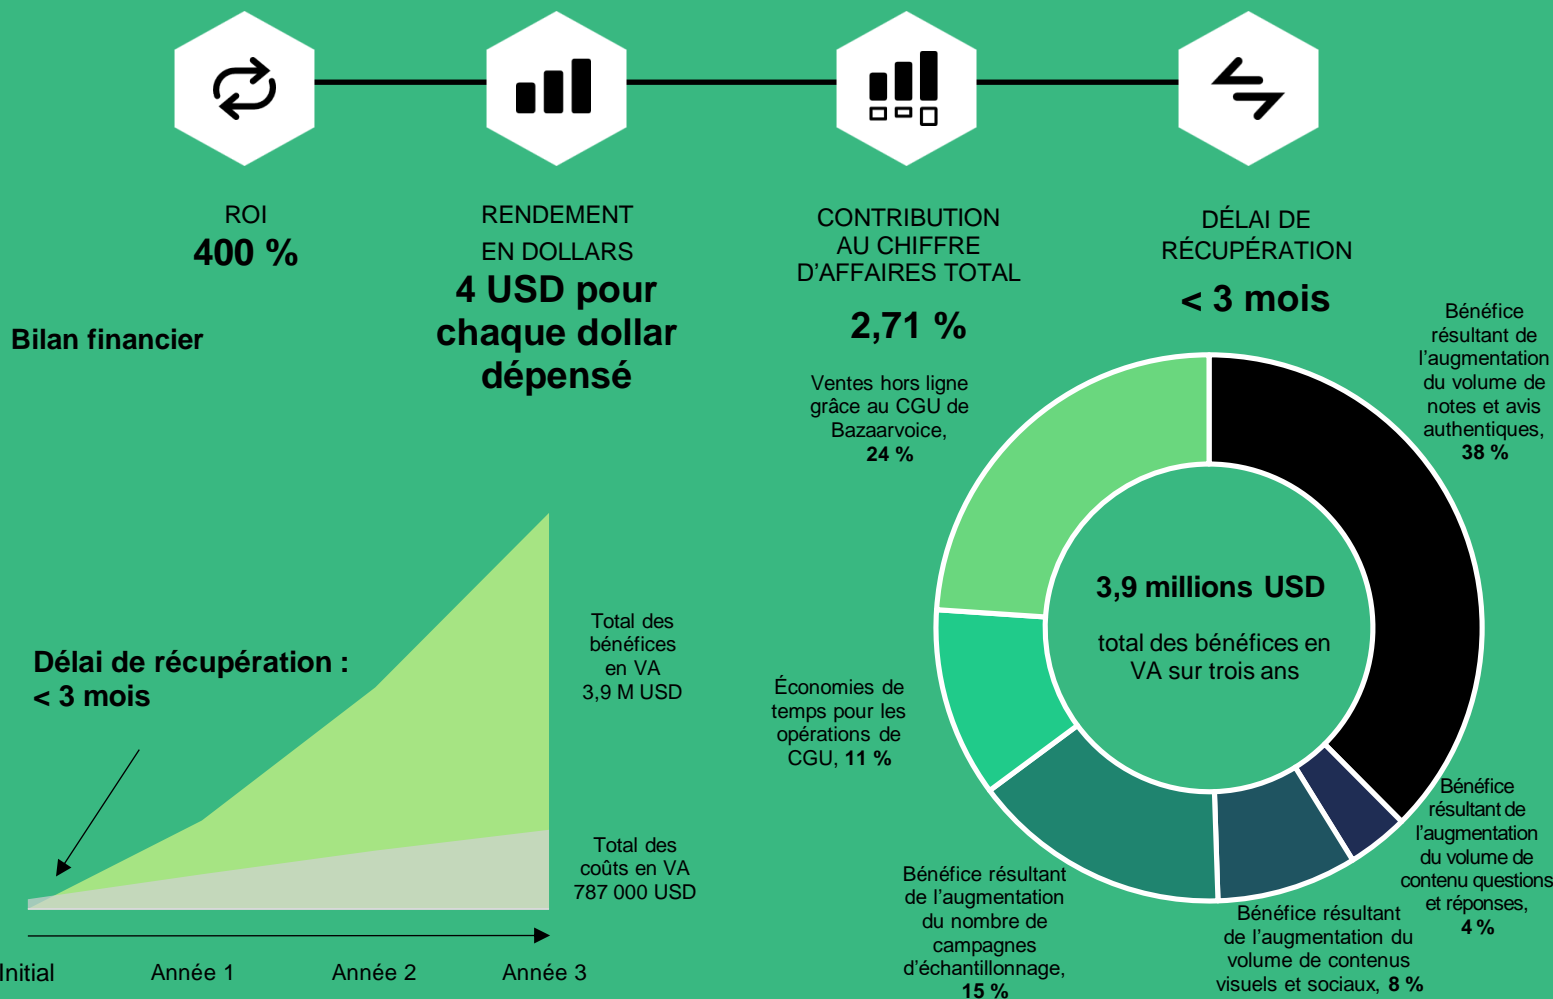 ROI
400 %
RENDEMENT
EN DOLLARS
4 USD pour
chaque dollar
dépensé
CONTRIBUTION
AU CHIFFRE
D'AFFAIRES TOTAL
2,71 %
DÉLAI DE
RÉCUPÉRATION
< 3 mois
Bilan financier
Ventes hors ligne
grâce au CGU de
Bazaarvoice,
24 %
Bénéfice
résultant de
l'augmentation
du volume de
notes et avis
authentiques,
38 %
3,9 millions USD
total des bénéfices en
VA sur trois ans
Économies de
temps pour les
opérations de
CGU, 11 %
Bénéfice
résultant de
l'augmentation
du volume de
contenu questions
et réponses,
4 %
Bénéfice résultant
de l'augmentation
du nombre de
campagnes
d'échantillonnage,
15 %
Bénéfice résultant
de l'augmentation du
volume de contenus
visuels et sociaux, 8 %
Délai de récupération :
< 3 mois
Total des
bénéfices
en VA
3,9 M USD
Total des
coûts en VA
787 000 USD
Initial
Année 1
Année 2
Année 3